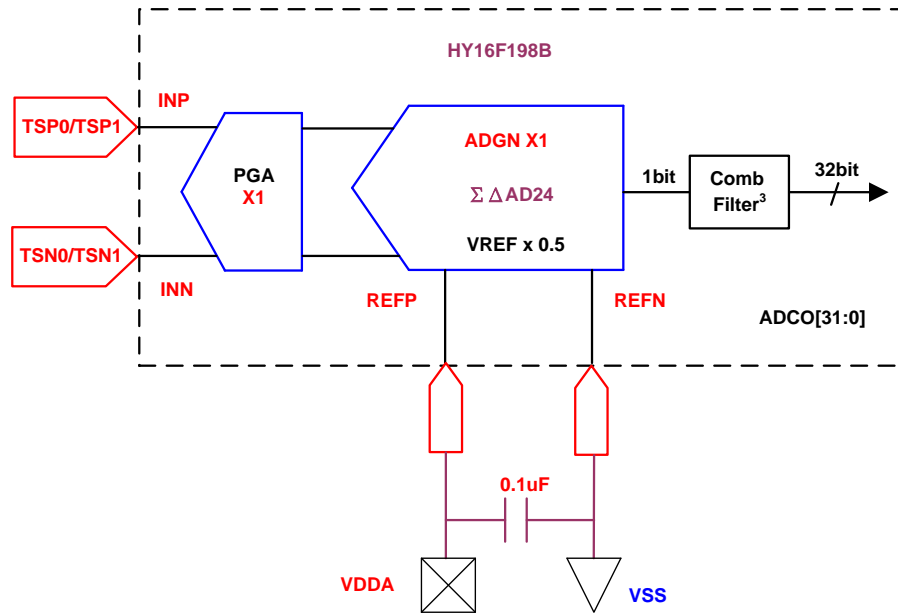 HY16F198B
TSP0/TSP1
INP
PGA
X1
ADGN X1
Σ Δ AD24
VREF x 0.5
1bit
Comb
Filter³
32bit
TSN0/TSN1
INN
REFP
REFN
ADCO[31:0]
0.1uF
VDDA
VSS